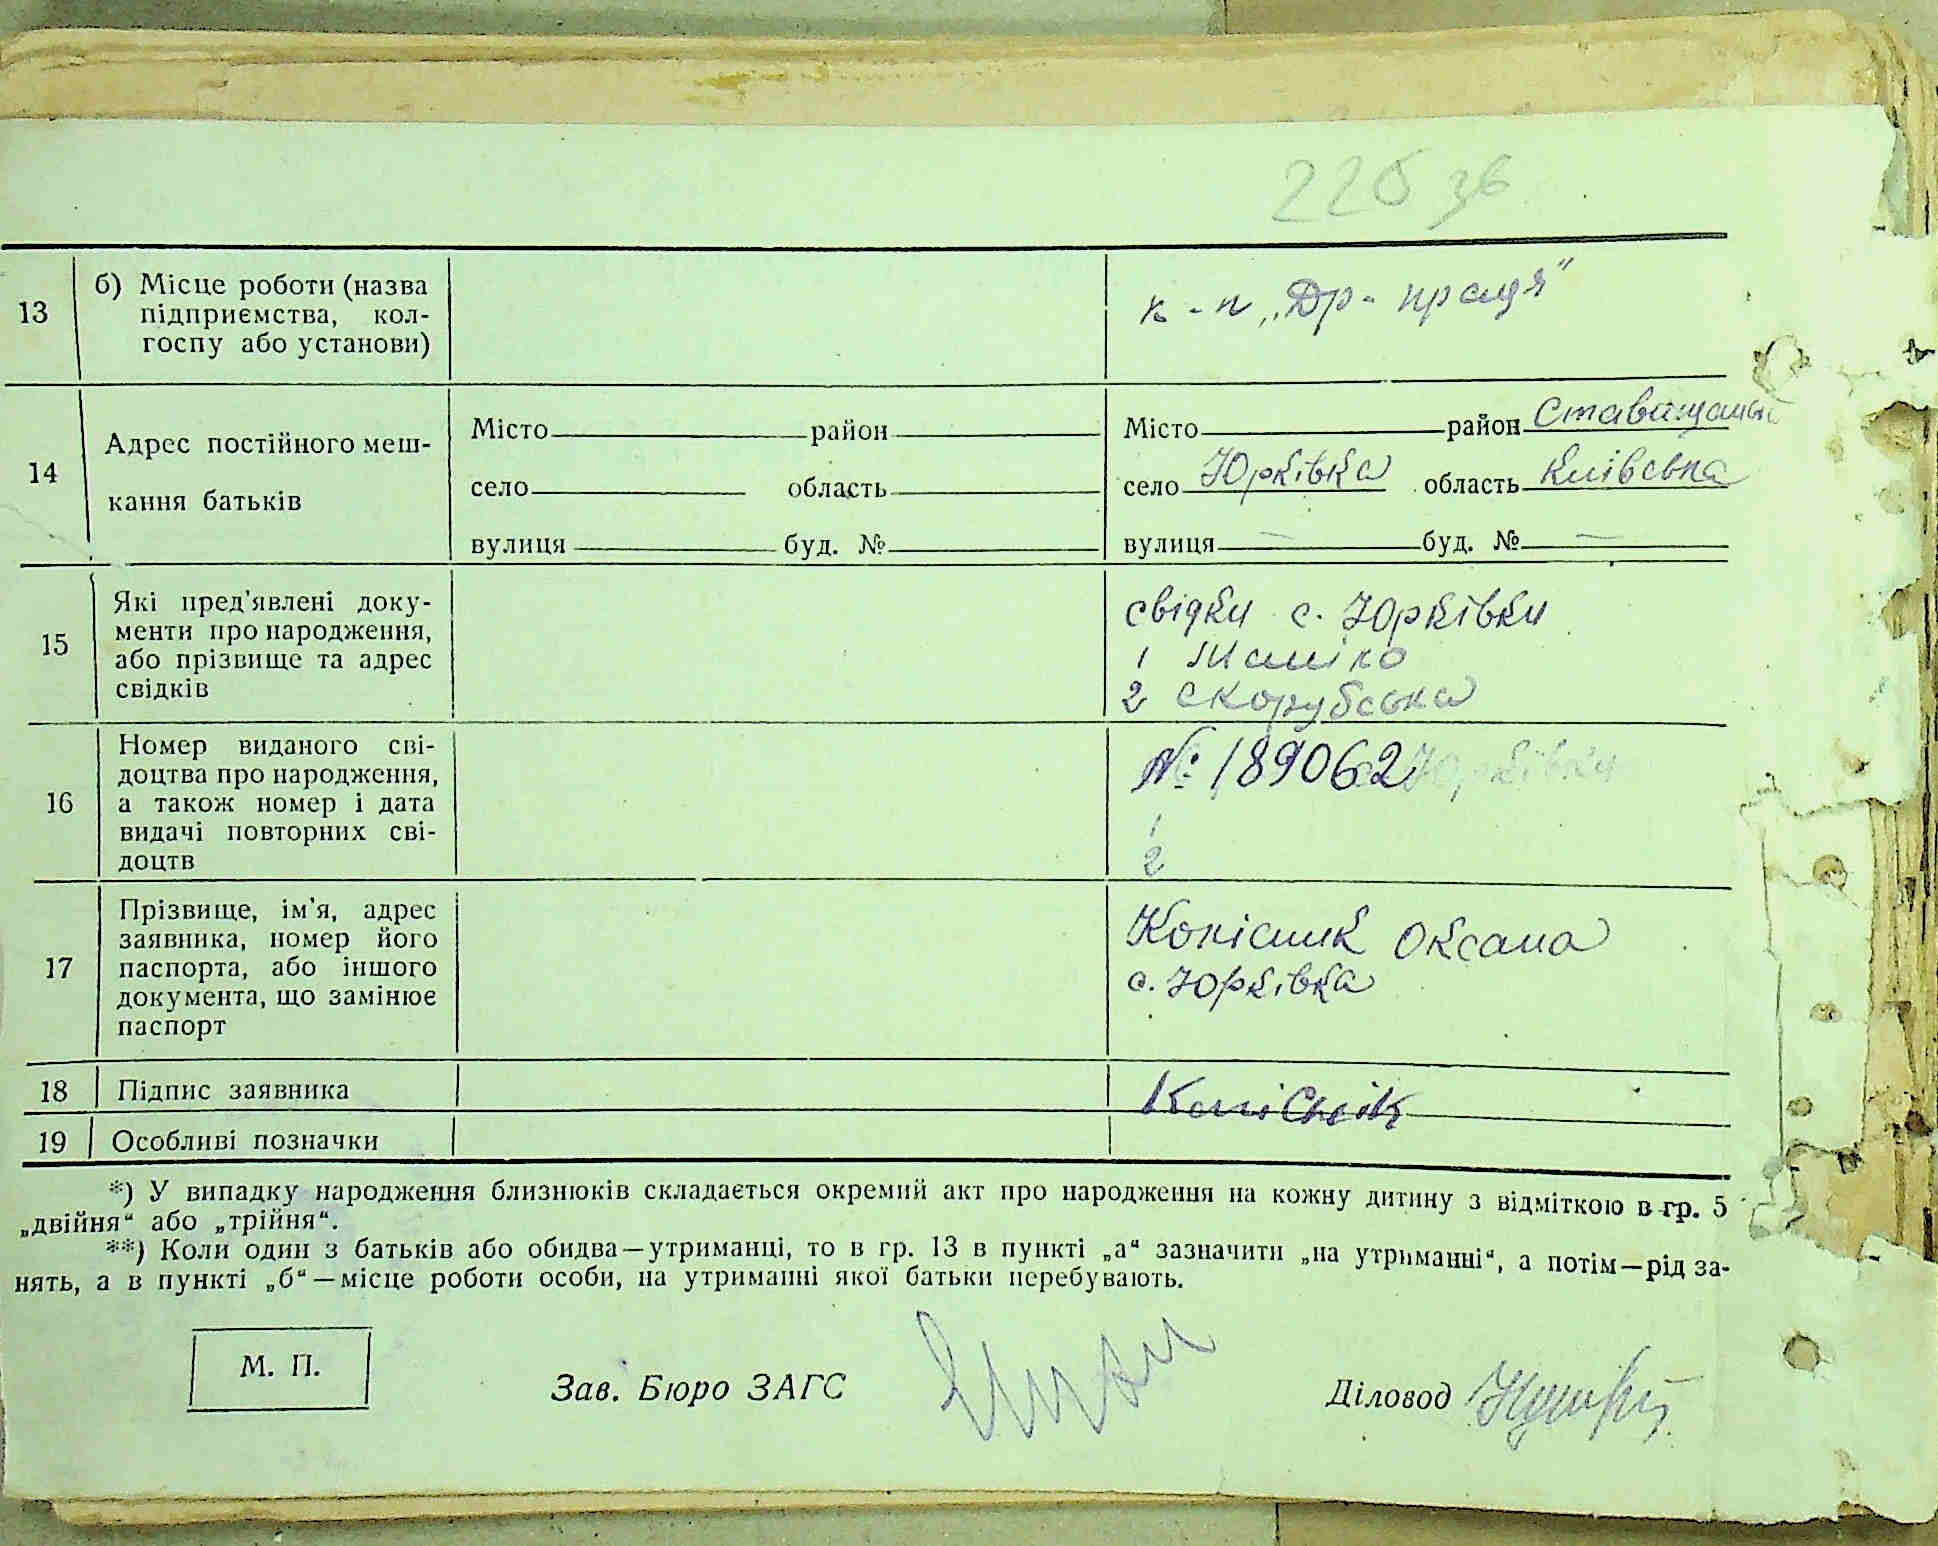 226 зв
13
б) Місце роботи (назва
підприємства, кол-
госпу або установи)
к-п „Др- праця"
14
Адрес постійного меш-
кання батьків
Місто район
село область
вулиця буд. №
Місто район Ставищанськ
село Юрківка область Київська
вулиця — буд. № —
15
Які пред'явлені доку-
менти про народження,
або прізвище та адрес
свідків
свідки с. Юрківки
1
2 Скорубська
16
Номер виданого сві-
доцтва про народження,
а також номер і дата
видачі повторних сві-
доцтв
№ 189062 Юрківки
1
2
17
Прізвище, ім'я, адрес
заявника, номер його
паспорта, або іншого
документа, що замінює
паспорт
Копісник Оксана
с. Юрківка
18 Підпис заявника
19 Особливі позначки
*) У випадку народження близнюків складається окремий акт про народження на кожну дитину з відміткою в гр. 5
„двійня“ або „трійня“.
**) Коли один з батьків або обидва—утриманці, то в гр. 13 в пункті „а“ зазначити „на утриманні“, а потім—рід за-
нять, а в пункті „б“—місце роботи особи, на утриманні якої батьки перебувають.
М. П.
Зав. Бюро ЗАГС
Діловод